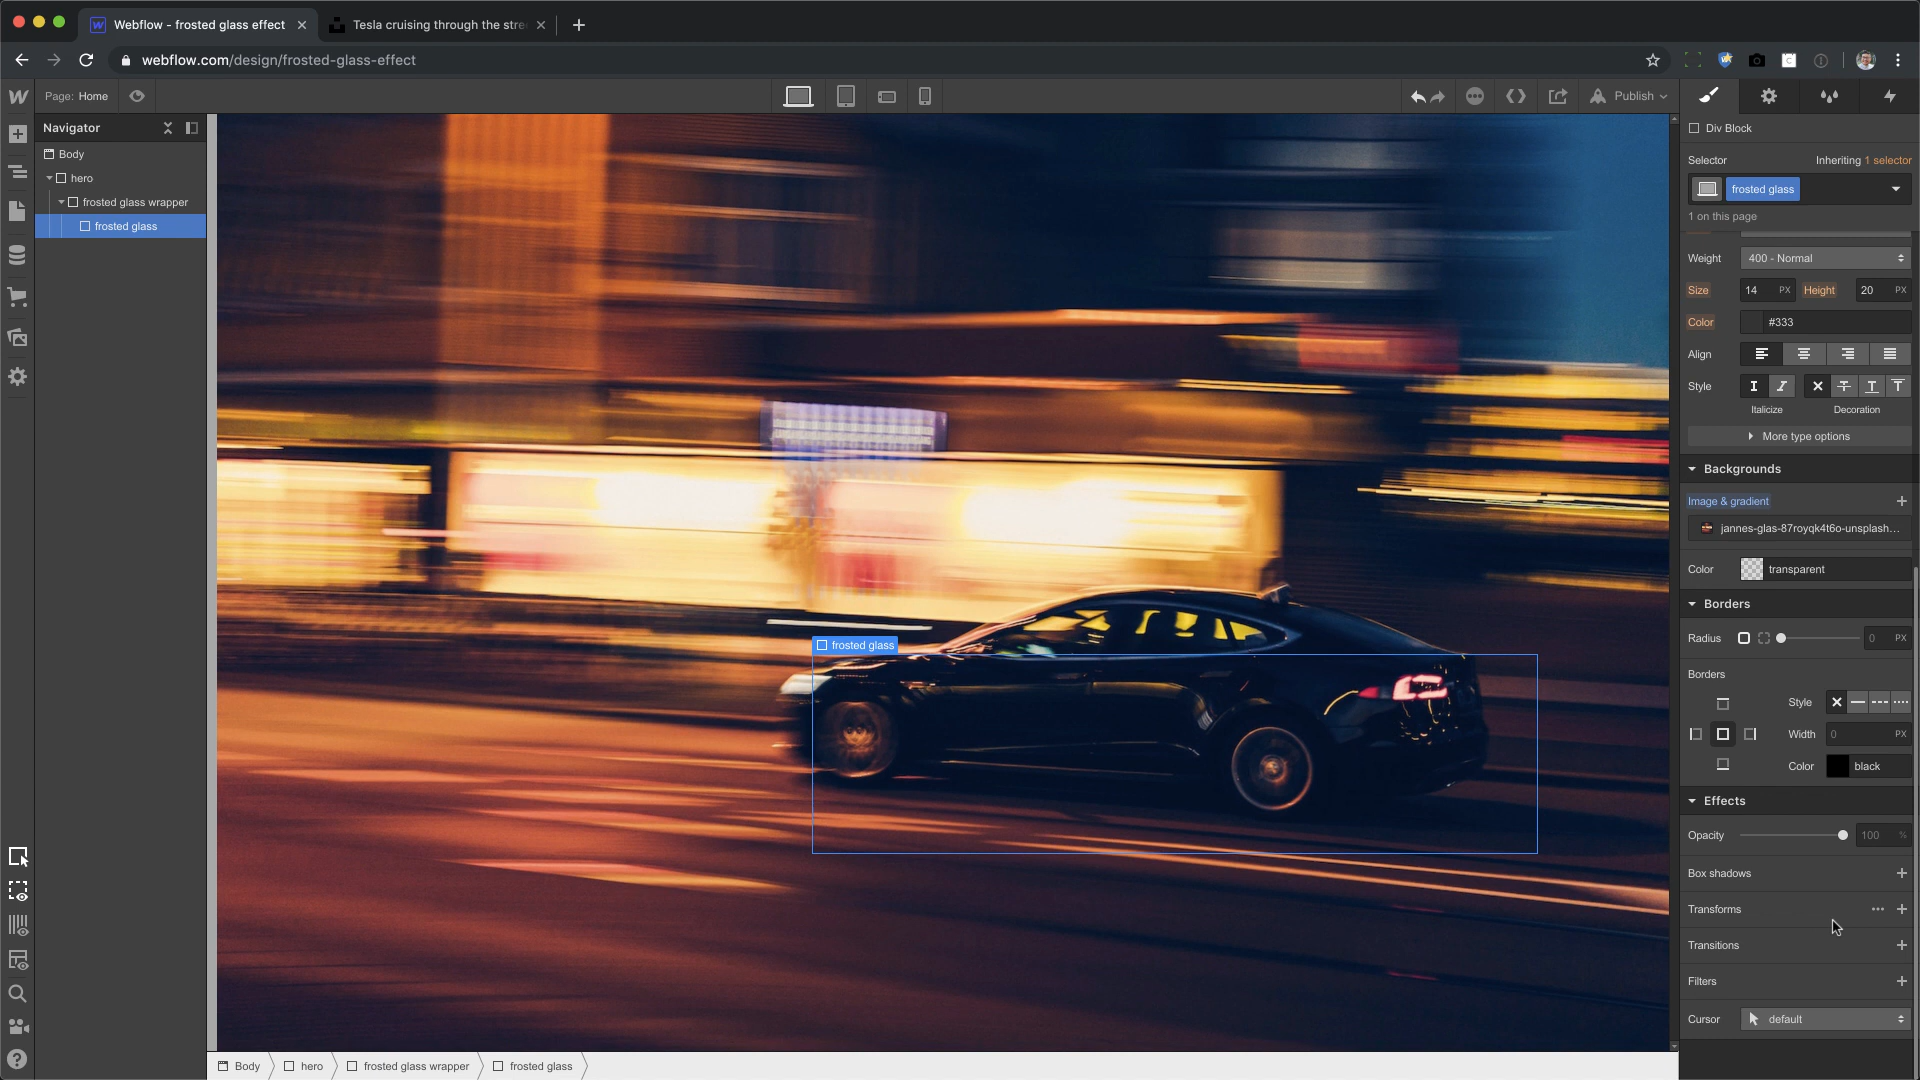 Webflow - frosted glass effect
Tesla cruising through the stre
webflow.com/design/frosted-glass-effect
Page: Home
Publish
Navigator
Body
hero
frosted glass wrapper
frosted glass
frosted glass
Div Block
Selector
Inheriting 1 selector
frosted glass
1 on this page
Weight
400 - Normal
Size
14 PX
Height
20 PX
Color
#333
Align
Style
Italicize
Decoration
More type options
Backgrounds
Image & gradient
jannes-glas-87royqk4t6o-unsplash...
Color
transparent
Borders
Radius
0 PX
Borders
Style
Width
0 PX
Color
black
Effects
Opacity
100 %
Box shadows
Transforms
Transitions
Filters
Cursor
default
Body
hero
frosted glass wrapper
frosted glass